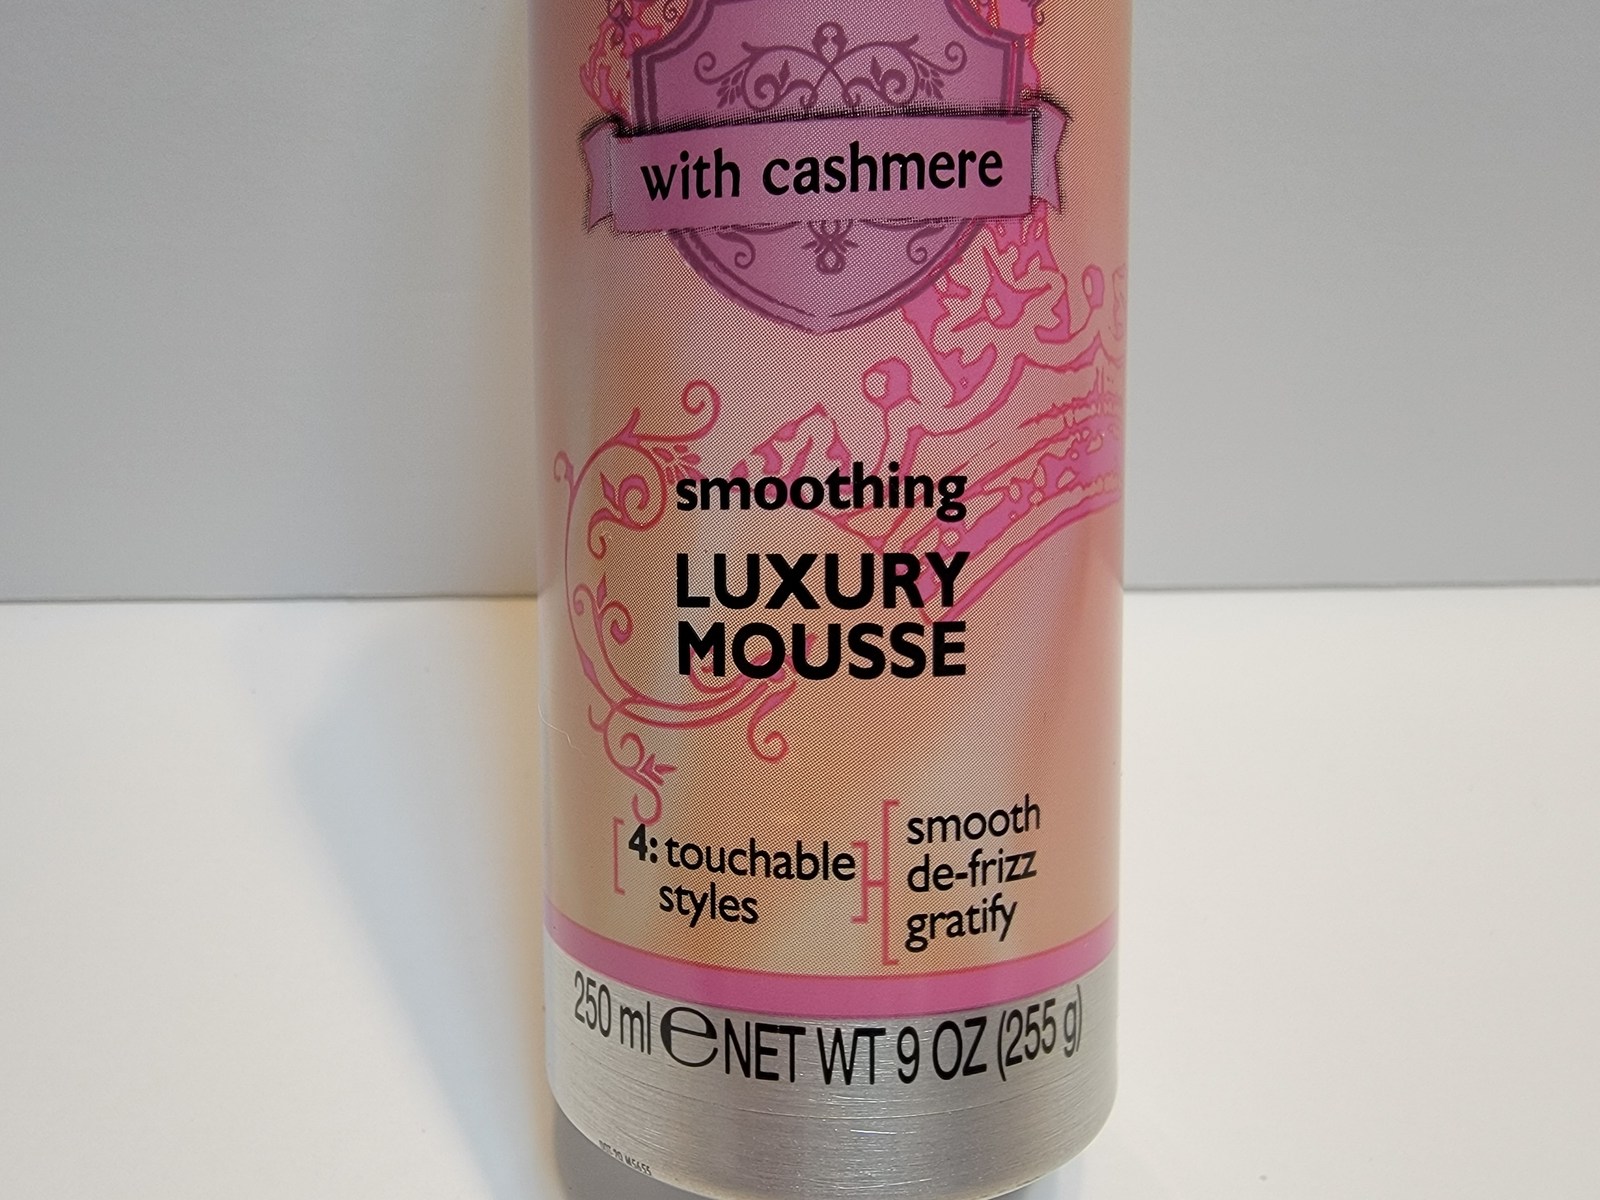 with cashmere
smoothing
LUXURY
MOUSSE
4: touchable
styles
smooth
de-frizz
gratify
250 ml ℮ NET WT 9 OZ (255 g)